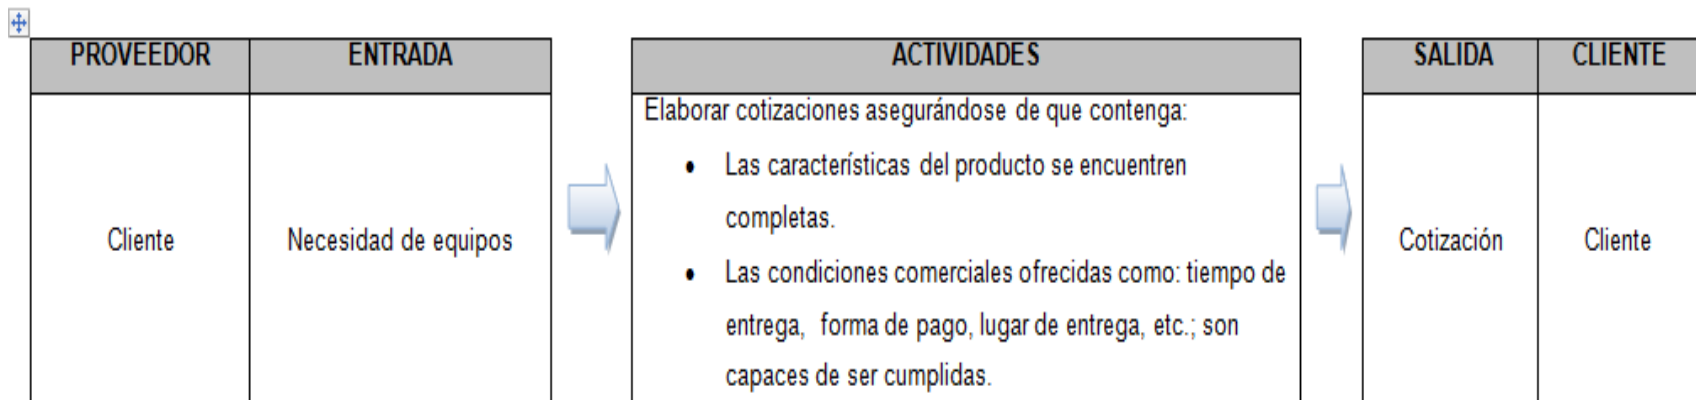 PROVEEDOR ENTRADA ACTIVIDADES SALIDA CLIENTE
Cliente
Necesidad de equipos
Elaborar cotizaciones asegurándose de que contenga:
• Las características del producto se encuentren
completas.
• Las condiciones comerciales ofrecidas como: tiempo de
entrega, forma de pago, lugar de entrega, etc.; son
capaces de ser cumplidas.
Cotización
Cliente